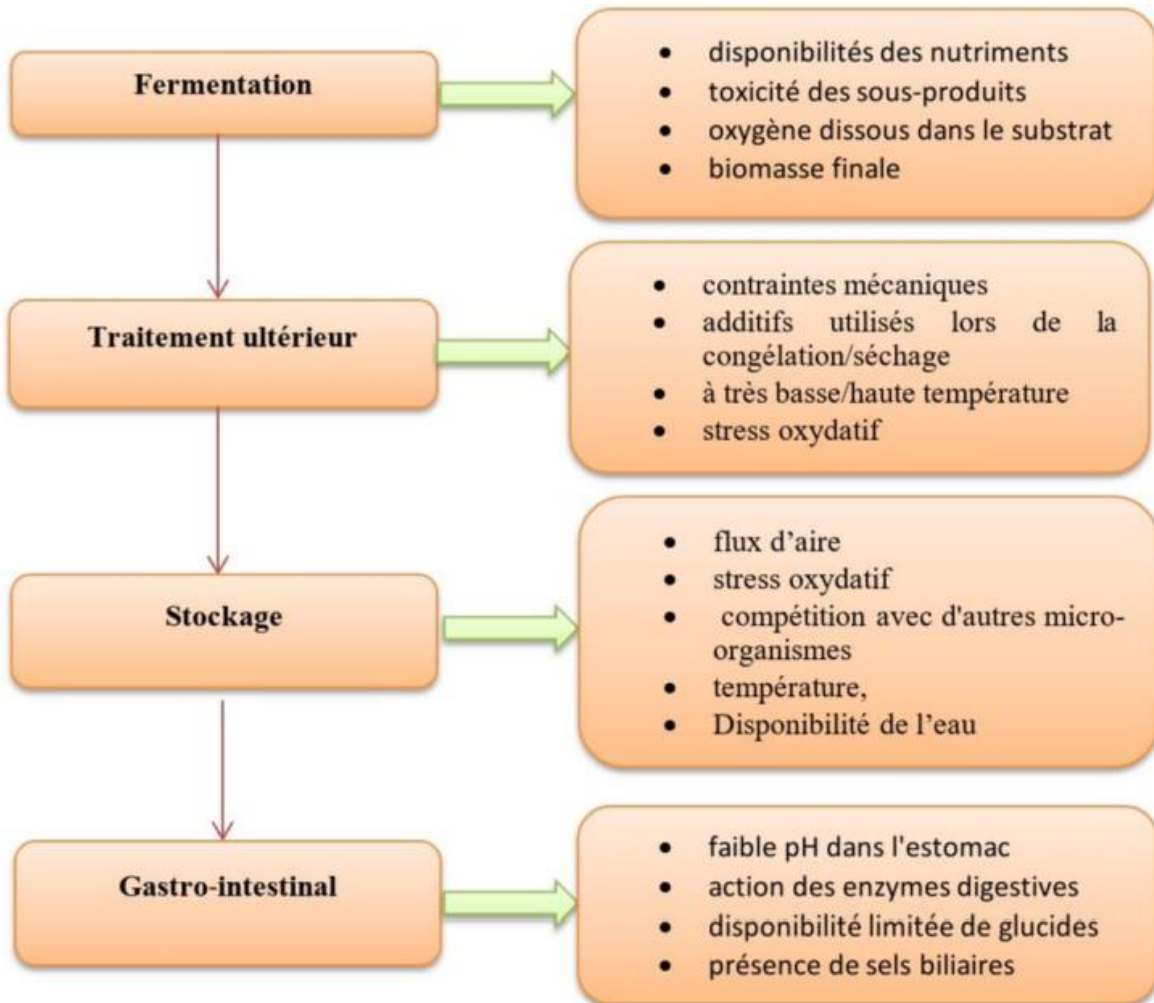 Fermentation
• disponibilités des nutriments
• toxicité des sous-produits
• oxygène dissous dans le substrat
• biomasse finale
Traitement ultérieur
• contraintes mécaniques
• additifs utilisés lors de la
congélation/séchage
• à très basse/haute température
• stress oxydatif
Stockage
• flux d’aire
• stress oxydatif
• compétition avec d'autres micro-
organismes
• température,
• Disponibilité de l’eau
Gastro-intestinal
• faible pH dans l'estomac
• action des enzymes digestives
• disponibilité limitée de glucides
• présence de sels biliaires